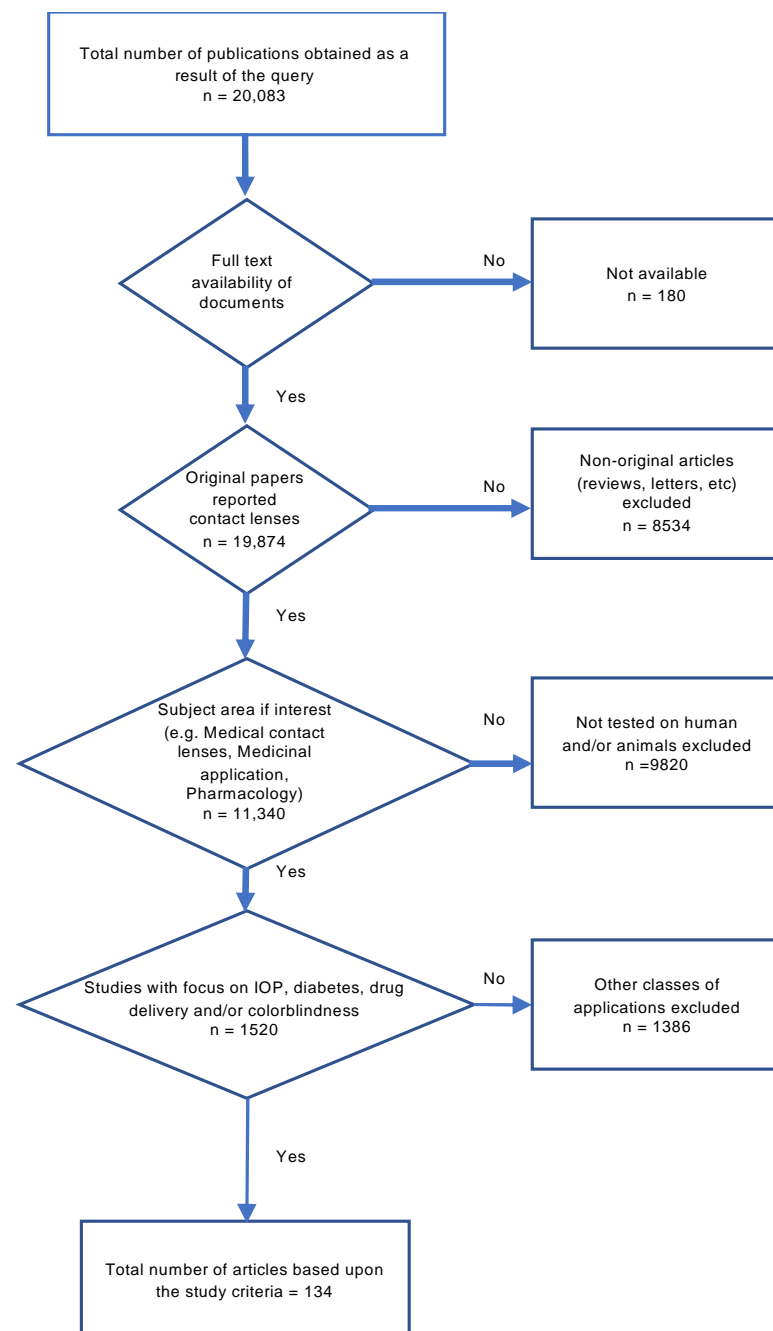 Total number of publications obtained as a
result of the query
n = 20,083
Full text
availability of
documents
No
Not available
n = 180
Yes
Original papers
reported
contact lenses
n = 19,874
No
Non-original articles
(reviews, letters, etc)
excluded
n = 8534
Yes
Subject area if interest
(e.g. Medical contact
lenses, Medicinal
application,
Pharmacology)
n = 11,340
No
Not tested on human
and/or animals excluded
n =9820
Yes
Studies with focus on IOP, diabetes, drug
delivery and/or colorblindness
n = 1520
No
Other classes of
applications excluded
n = 1386
Yes
Total number of articles based upon
the study criteria = 134